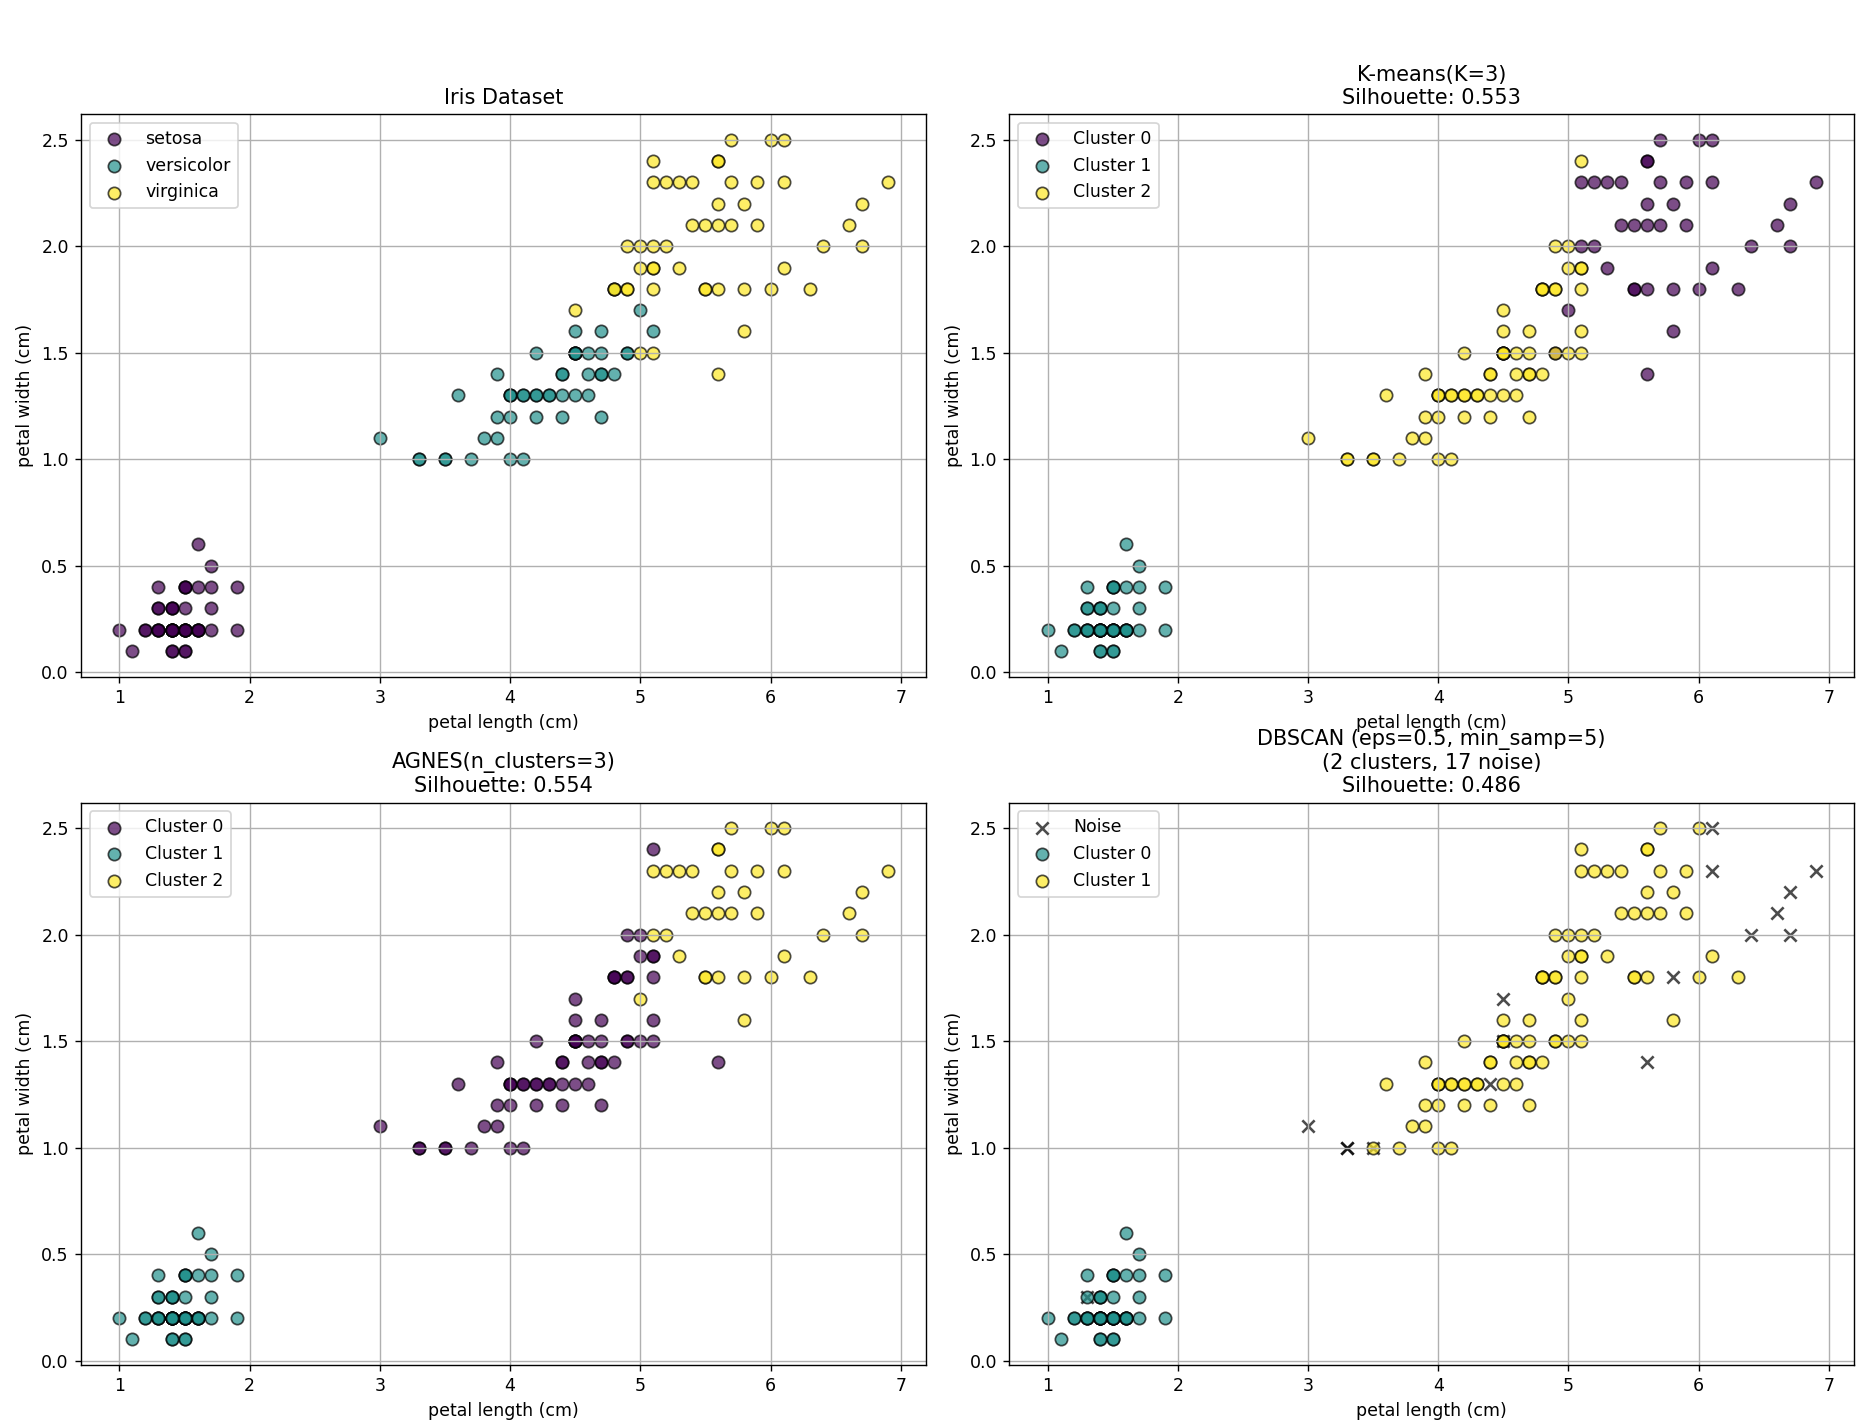 Iris Dataset
setosa
versicolor
virginica
2.5
2.0
1.5
1.0
0.5
0.0
petal width (cm)
1 2 3 4 5 6 7
petal length (cm)
K-means(K=3)
Silhouette: 0.553
Cluster 0
Cluster 1
Cluster 2
2.5
2.0
1.5
1.0
0.5
0.0
petal width (cm)
1 2 3 4 5 6 7
petal length (cm)
AGNES(n_clusters=3)
Silhouette: 0.554
Cluster 0
Cluster 1
Cluster 2
2.5
2.0
1.5
1.0
0.5
0.0
petal width (cm)
1 2 3 4 5 6 7
petal length (cm)
DBSCAN (eps=0.5, min_samp=5)
(2 clusters, 17 noise)
Silhouette: 0.486
Noise
Cluster 0
Cluster 1
2.5
2.0
1.5
1.0
0.5
0.0
petal width (cm)
1 2 3 4 5 6 7
petal length (cm)